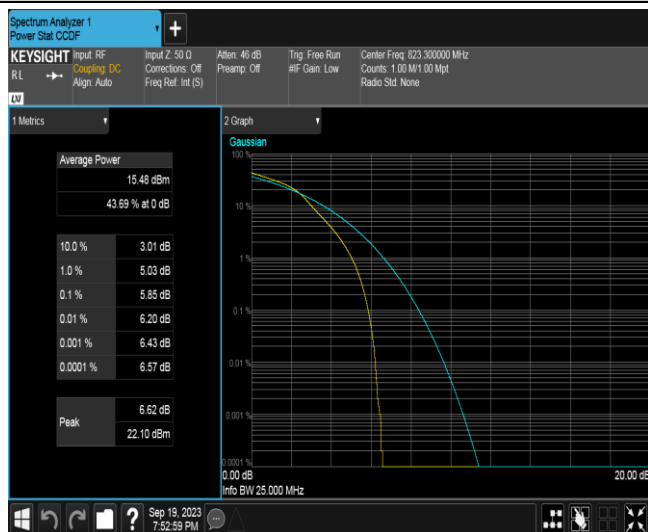 Spectrum Analyzer 1
Power Stat CCDF
+
KEYSIGHT
RL
Input: RF
Coupling: DC
Align: Auto
Input Z: 50 Ω
Corrections: Off
Freq Ref: Int (S)
Atten: 46 dB
Preamp: Off
Trig: Free Run
#IF Gain: Low
Center Freq: 823.300000 MHz
Counts: 1.00 M/1.00 Mpt
Radio Std: None
LXI
1 Metrics
Average Power
15.48 dBm
43.69 % at 0 dB
10.0 % 3.01 dB
1.0 % 5.03 dB
0.1 % 5.85 dB
0.01 % 6.20 dB
0.001 % 6.43 dB
0.0001 % 6.57 dB
Peak
6.62 dB
22.10 dBm
2 Graph
Gaussian
100 %
10 %
1 %
0.1 %
0.01 %
0.001 %
0.0001 %
0.00 dB
20.00 dB
Info BW 25.000 MHz
?
Sep 19, 2023
7:52:59 PM